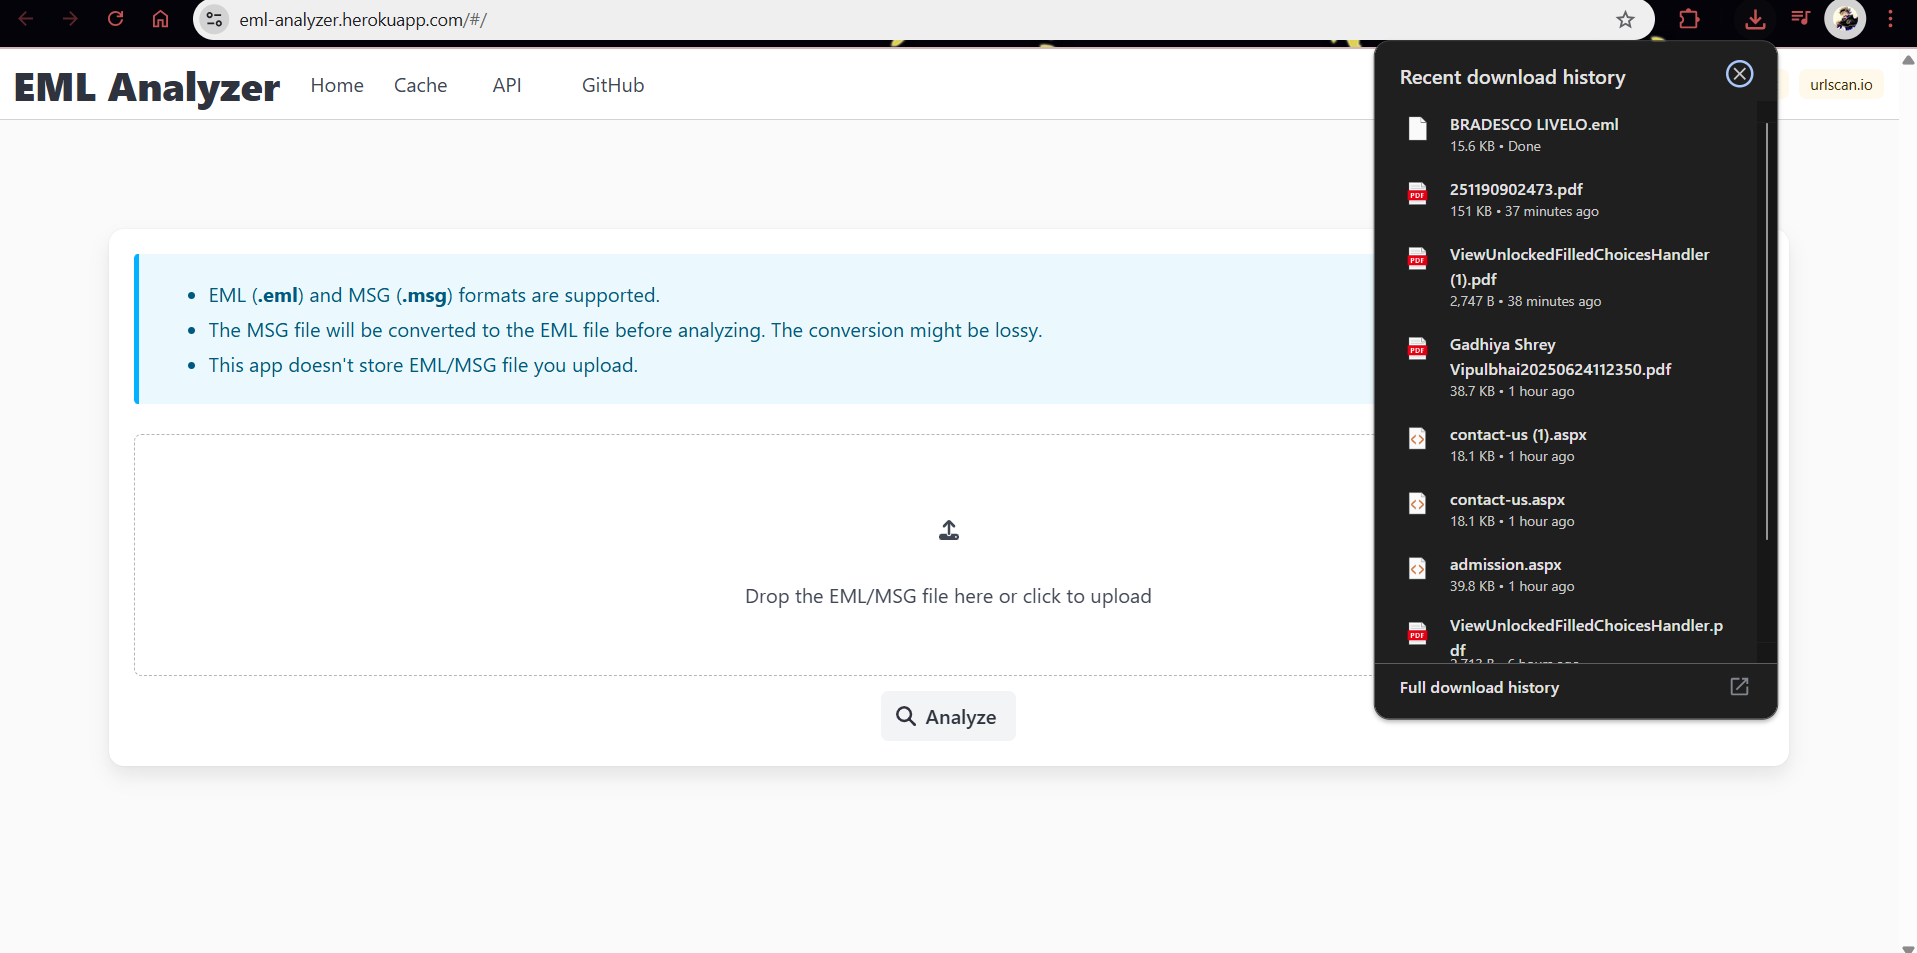 eml-analyzer.herokuapp.com/#/
EML Analyzer
Home
Cache
API
GitHub
urlscan.io
EML (.eml) and MSG (.msg) formats are supported.
The MSG file will be converted to the EML file before analyzing. The conversion might be lossy.
This app doesn't store EML/MSG file you upload.
Drop the EML/MSG file here or click to upload
Analyze
Recent download history
BRADESCO LIVELO.eml
15.6 KB • Done
PDF
251190902473.pdf
151 KB • 37 minutes ago
PDF
ViewUnlockedFilledChoicesHandler
(1).pdf
2,747 B • 38 minutes ago
PDF
Gadhiya Shrey
Vipulbhai20250624112350.pdf
38.7 KB • 1 hour ago
contact-us (1).aspx
18.1 KB • 1 hour ago
contact-us.aspx
18.1 KB • 1 hour ago
admission.aspx
39.8 KB • 1 hour ago
PDF
ViewUnlockedFilledChoicesHandler.p
df
Full download history